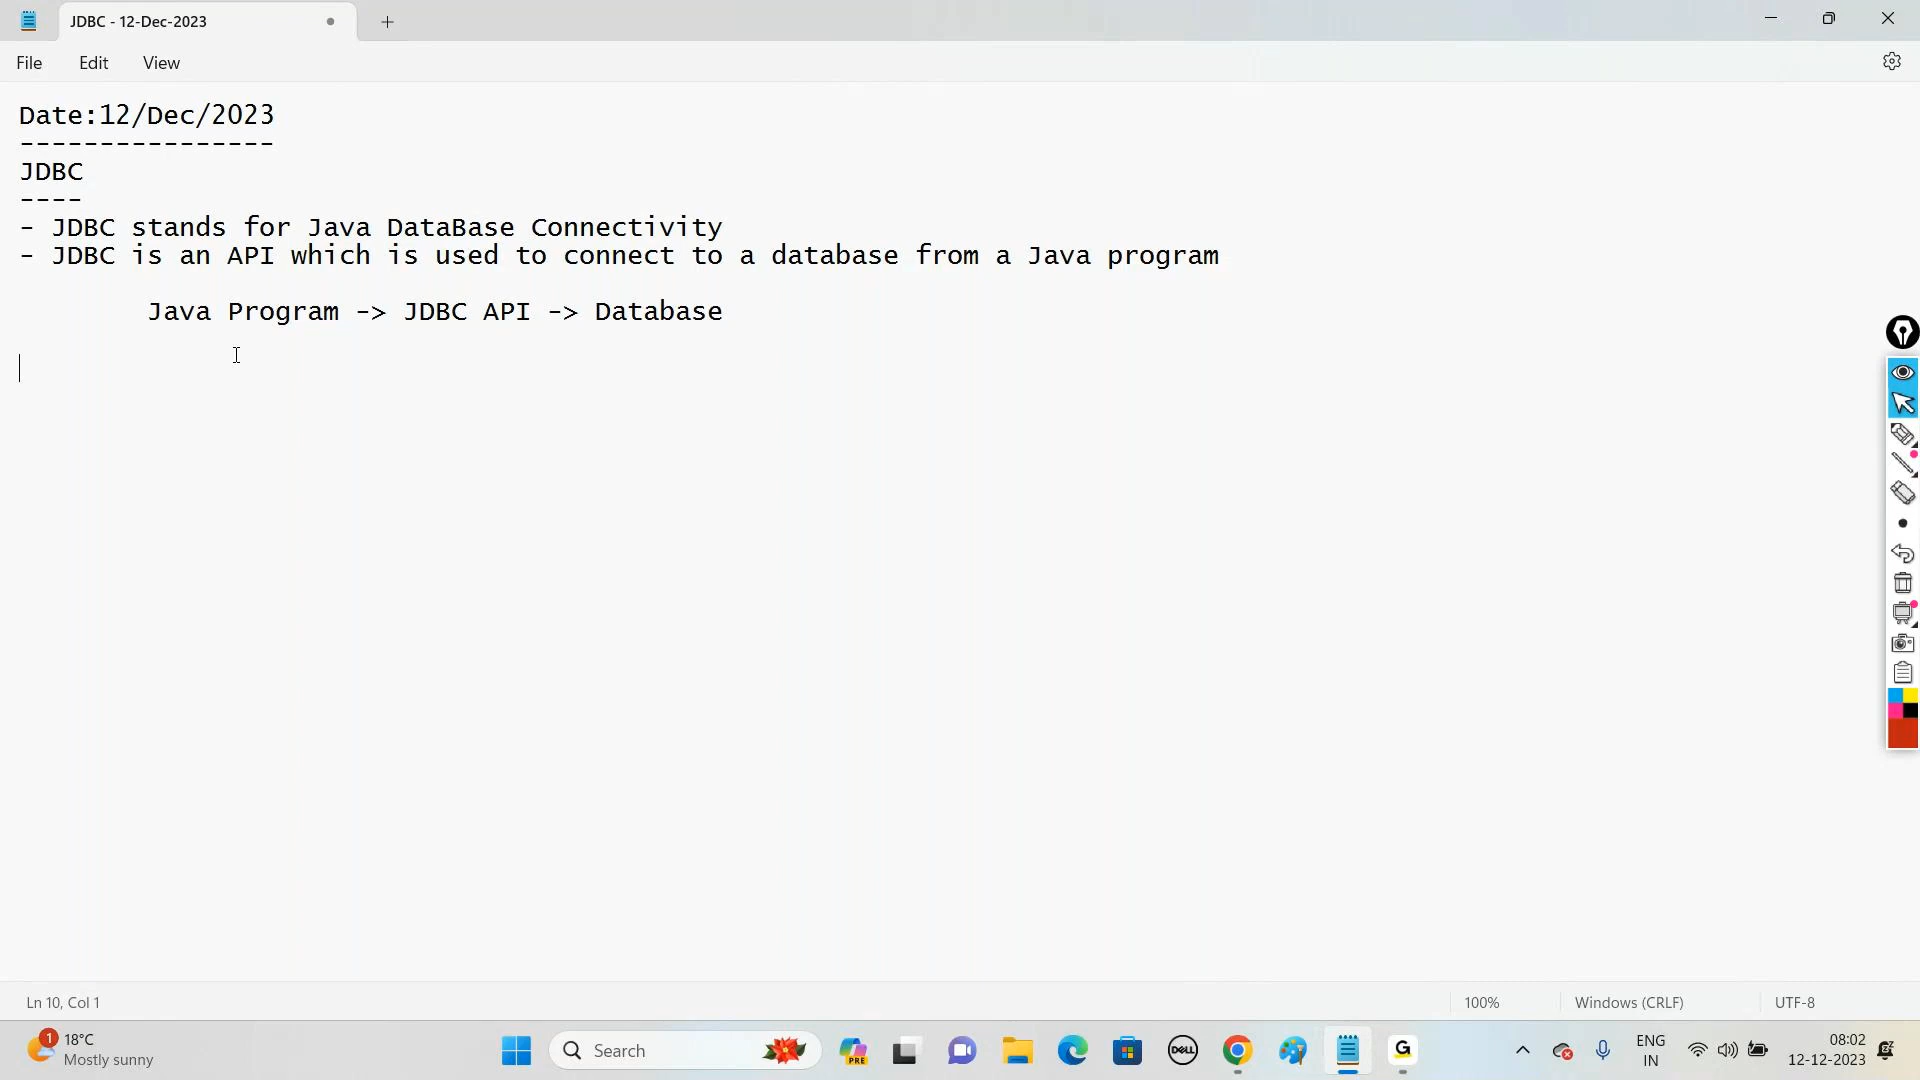 JDBC - 12-Dec-2023
File Edit View
Date:12/Dec/2023
----------------
JDBC
----
- JDBC stands for Java DataBase Connectivity
- JDBC is an API which is used to connect to a database from a Java program
Java Program -> JDBC API -> Database
Ln 10, Col 1 100% Windows (CRLF) UTF-8
1 18°C
Mostly sunny
Search
PRE
DELL
G
ENG
IN
08:02
12-12-2023